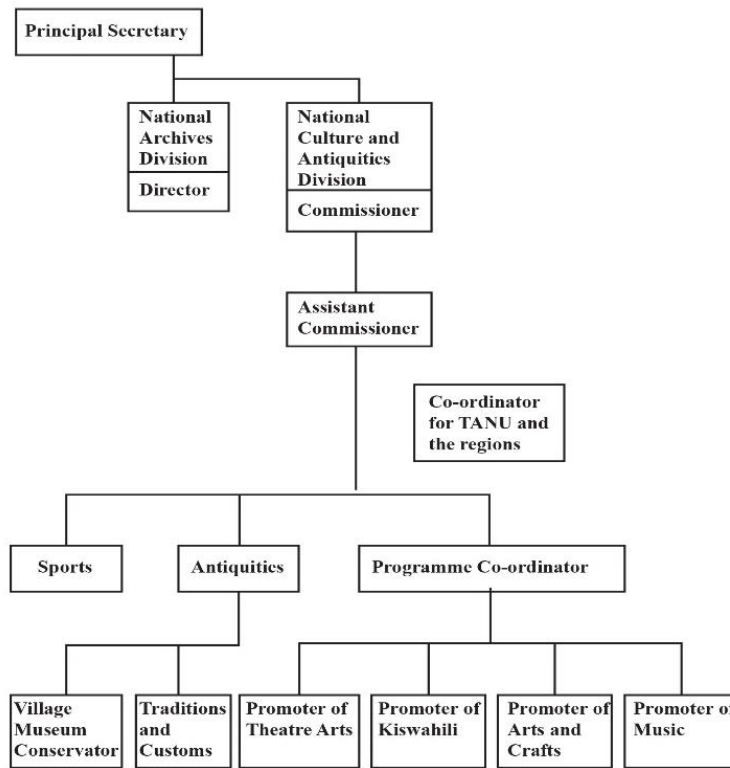 Principal Secretary
National
Archives
Division
Director
National
Culture and
Antiquities
Division
Commissioner
Assistant
Commissioner
Co-ordinator
for TANU and
the regions
Sports
Antiquities
Programme Co-ordinator
Village
Museum
Conservator
Traditions
and
Customs
Promoter of
Theatre Arts
Promoter of
Kiswahili
Promoter of
Arts and
Crafts
Promoter of
Music